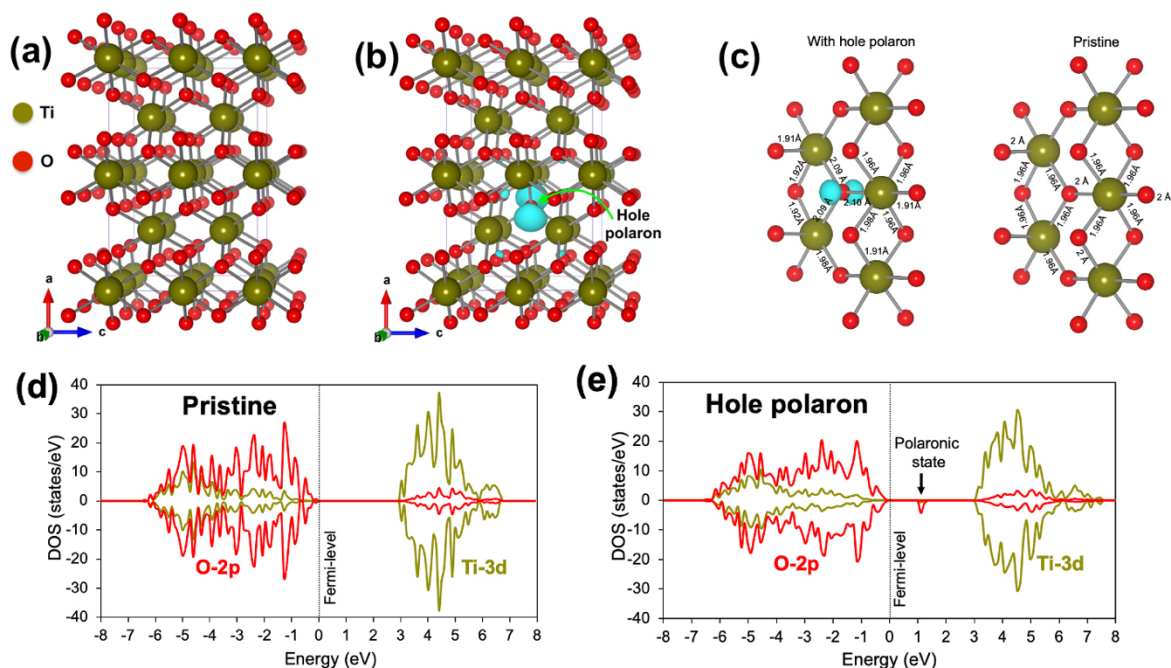 (a)
Ti
O
a
b
c
(b)
Hole
polaron
a
b
c
(c)
With hole polaron
Pristine
1.91Å
1.92Å
2.09 Å
1.96Å
1.96Å
2.10 Å
1.91Å
1.92Å
2.09 Å
1.98Å
1.96Å
1.91Å
1.98Å
2 Å
1.96Å
1.96Å
1.96Å
1.96Å
2 Å
2 Å
1.96Å
1.96Å
1.96Å
1.96Å
2 Å
1.96Å
(d)
Pristine
DOS (states/eV)
40
30
20
10
0
-10
-20
-30
-40
O-2p
Fermi-level
Ti-3d
-8 -7 -6 -5 -4 -3 -2 -1 0 1 2 3 4 5 6 7 8
Energy (eV)
(e)
Hole polaron
Polaronic
state
DOS (states/eV)
40
30
20
10
0
-10
-20
-30
-40
O-2p
Fermi-level
Ti-3d
-8 -7 -6 -5 -4 -3 -2 -1 0 1 2 3 4 5 6 7 8
Energy (eV)